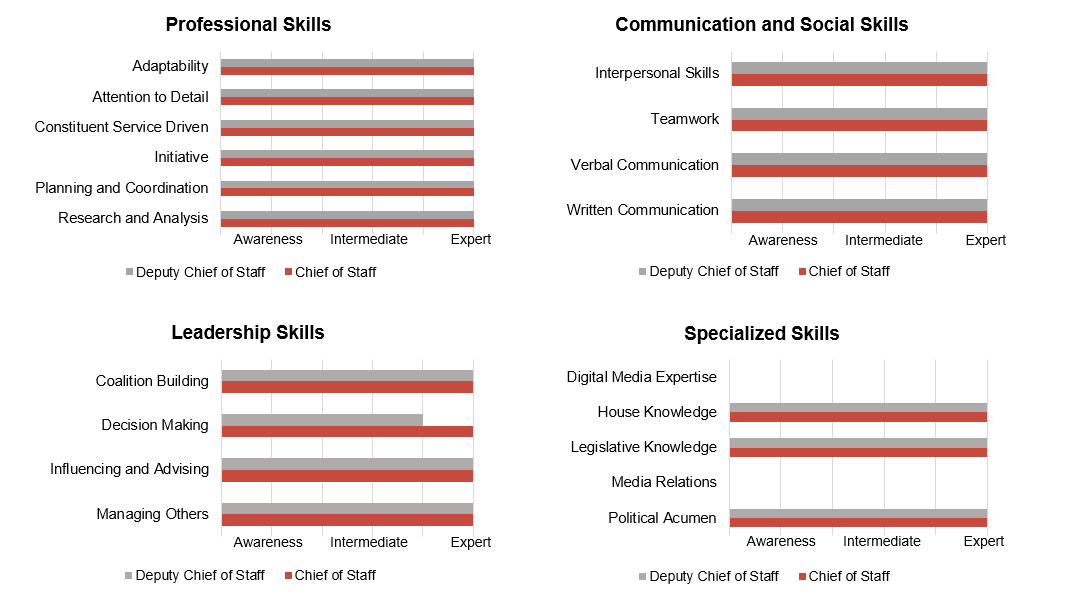 Professional Skills
Adaptability
Attention to Detail
Constituent Service Driven
Initiative
Planning and Coordination
Research and Analysis
Awareness Intermediate Expert
Deputy Chief of Staff Chief of Staff
Communication and Social Skills
Interpersonal Skills
Teamwork
Verbal Communication
Written Communication
Awareness Intermediate Expert
Deputy Chief of Staff Chief of Staff
Leadership Skills
Coalition Building
Decision Making
Influencing and Advising
Managing Others
Awareness Intermediate Expert
Deputy Chief of Staff Chief of Staff
Specialized Skills
Digital Media Expertise
House Knowledge
Legislative Knowledge
Media Relations
Political Acumen
Awareness Intermediate Expert
Deputy Chief of Staff Chief of Staff